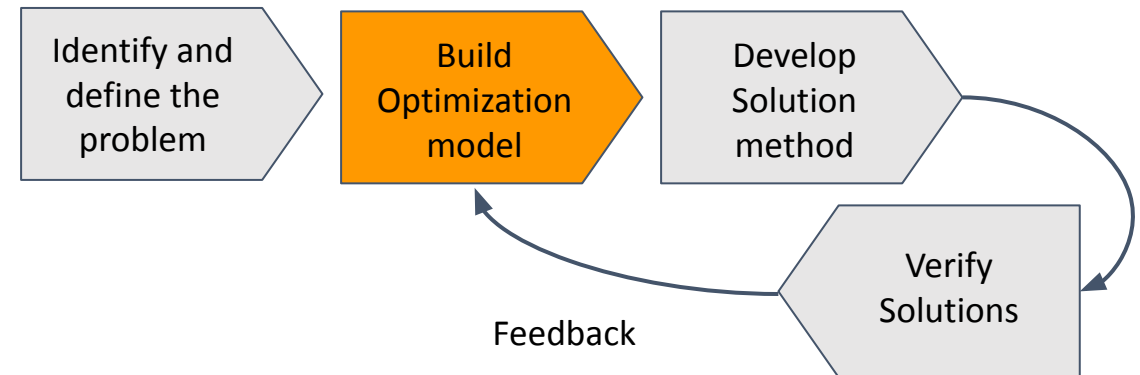 Identify and
define the
problem
Build
Optimization
model
Develop
Solution
method
Verify
Solutions
Feedback